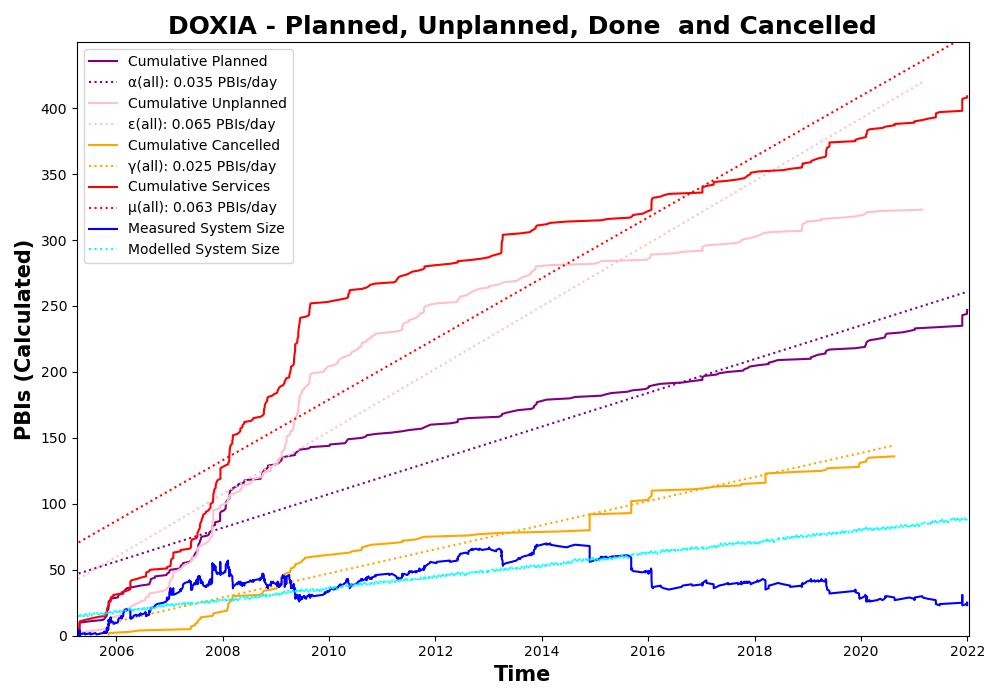 DOXIA - Planned, Unplanned, Done  and Cancelled
Cumulative Planned
α(all): 0.035 PBIs/day
Cumulative Unplanned
ε(all): 0.065 PBIs/day
Cumulative Cancelled
γ(all): 0.025 PBIs/day
Cumulative Services
μ(all): 0.063 PBIs/day
Measured System Size
Modelled System Size
PBIs (Calculated)
400
350
300
250
200
150
100
50
0
2006 2008 2010 2012 2014 2016 2018 2020 2022
Time